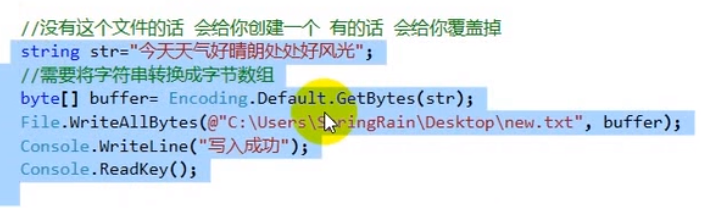 //没有这个文件的话 会给你创建一个 有的话 会给你覆盖掉
string str="今天天气好晴朗处处好风光";
//需要将字符串转换成字节数组
byte[] buffer= Encoding.Default.GetBytes(str);
File.WriteAllBytes(@"C:\Users\SpringRain\Desktop\new.txt", buffer);
Console.WriteLine("写入成功");
Console.ReadKey();